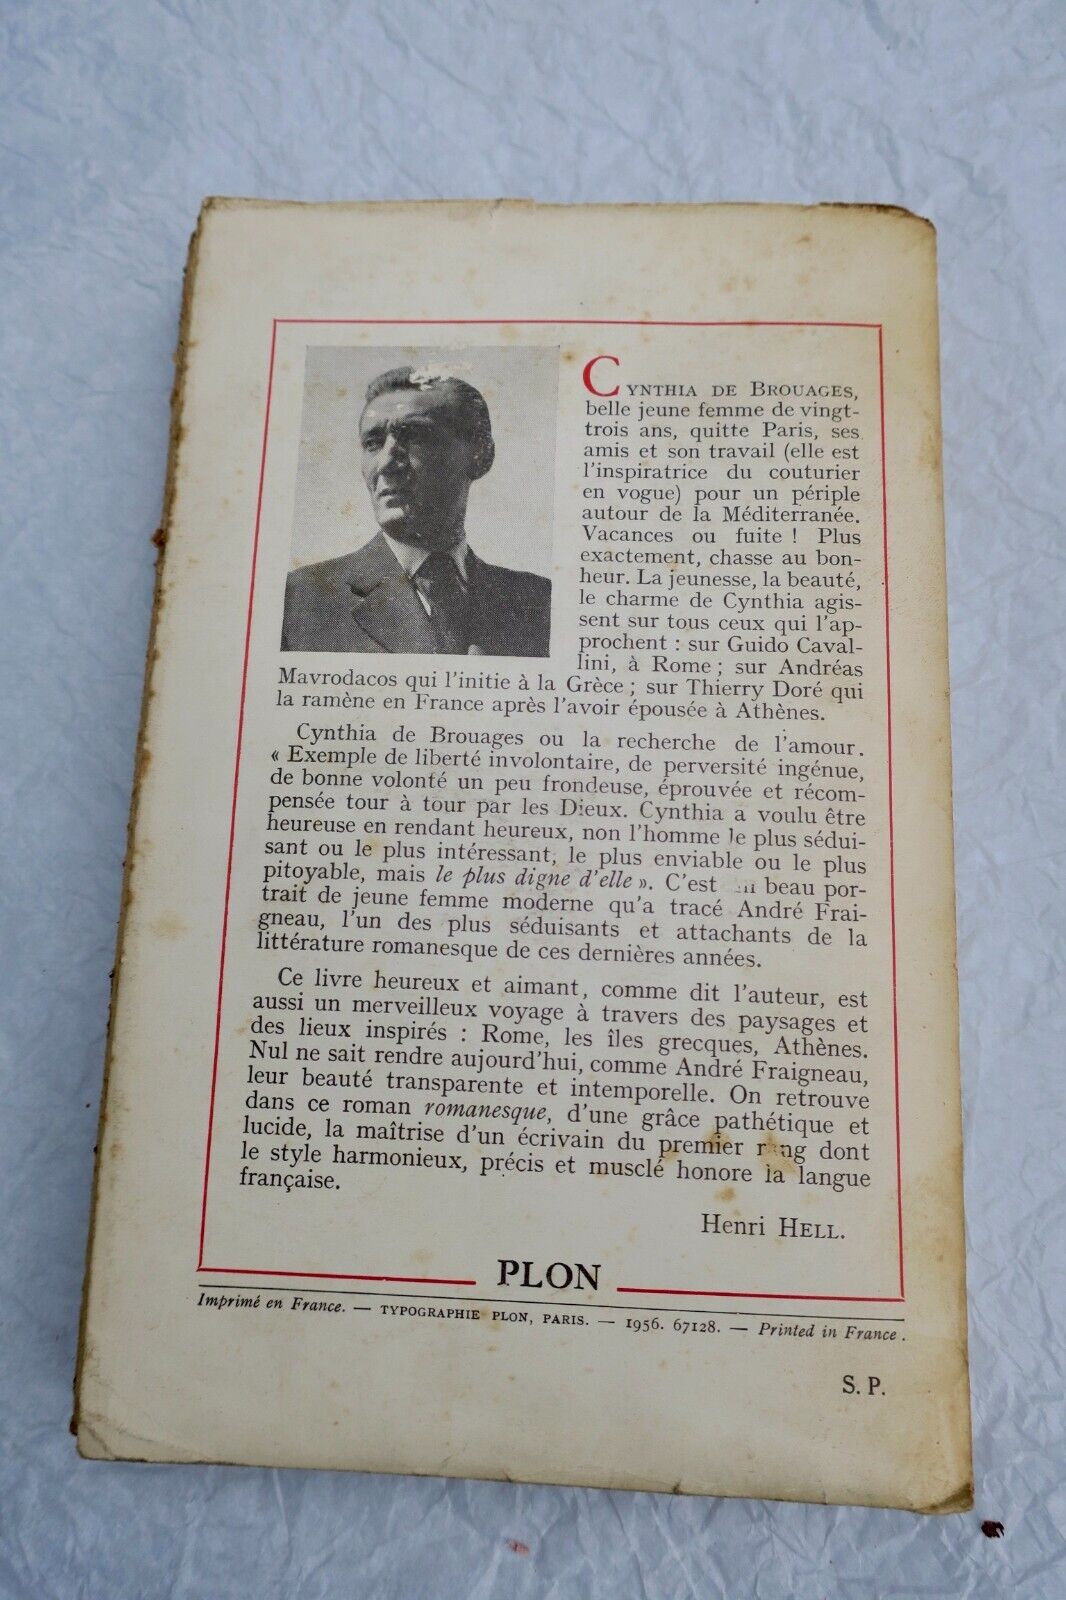 CYNTHIA DE BROUAGES,
belle jeune femme de vingt-
trois ans, quitte Paris, ses
amis et son travail (elle est
l'inspiratrice du couturier
en vogue) pour un périple
autour de la Méditerranée.
Vacances ou fuite ! Plus
exactement, chasse au bon-
heur. La jeunesse, la beauté,
le charme de Cynthia agis-
sent sur tous ceux qui l'ap-
prochent : sur Guido Caval-
lini, à Rome ; sur Andréas
Mavrodacos qui l'initie à la Grèce ; sur Thierry Doré qui
la ramène en France après l'avoir épousée à Athènes.
Cynthia de Brouages ou la recherche de l'amour.
« Exemple de liberté involontaire, de perversité ingénue,
de bonne volonté un peu frondeuse, éprouvée et récom-
pensée tour à tour par les Dieux. Cynthia a voulu être
heureuse en rendant heureux, non l'homme le plus sédui-
sant ou le plus intéressant, le plus enviable ou le plus
pitoyable, mais le plus digne d'elle ». C'est beau por-
trait de jeune femme moderne qu'a tracé André Frai-
gneau, l'un des plus séduisants et attachants de la
littérature romanesque de ces dernières années.
Ce livre heureux et aimant, comme dit l'auteur, est
aussi un merveilleux voyage à travers des paysages et
des lieux inspirés : Rome, les îles grecques, Athènes.
Nul ne sait rendre aujourd'hui, comme André Fraigneau,
leur beauté transparente et intemporelle. On retrouve
dans ce roman romanesque, d'une grâce pathétique et
lucide, la maîtrise d'un écrivain du premier rang dont
le style harmonieux, précis et musclé honore la langue
française.
Henri HELL.
PLON
Imprimé en France. — TYPOGRAPHIE PLON, PARIS. — 1956. 67128. — Printed in France.
S. P.